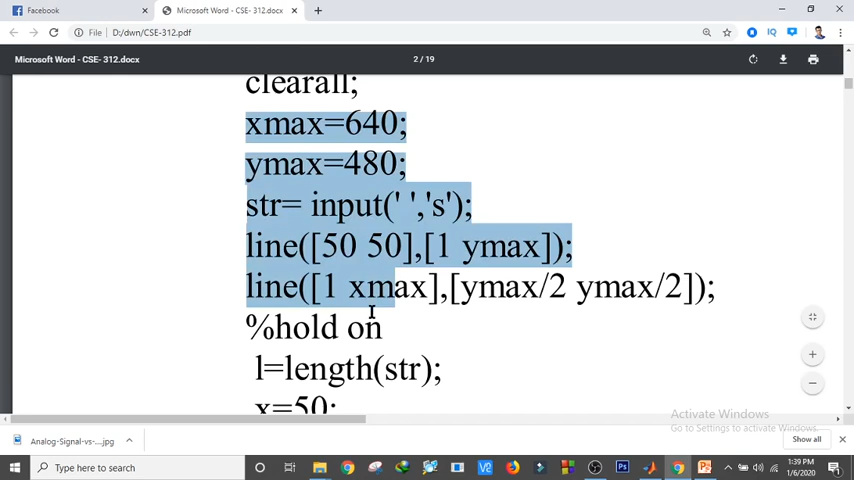 Facebook
Microsoft Word - CSE- 312.docx
File
D:/dwn/CSE-312.pdf
IQ
Microsoft Word - CSE- 312.docx
2 / 19
clearall;
xmax=640;
ymax=480;
str= input(' ','s');
line([50 50],[1 ymax]);
line([1 xmax],[ymax/2 ymax/2]);
%hold on
l=length(str);
x=50;
Activate Windows
Go to Settings to activate Windows.
Analog-Signal-vs-....jpg
Show all
Type here to search
1:39 PM
1/6/2020